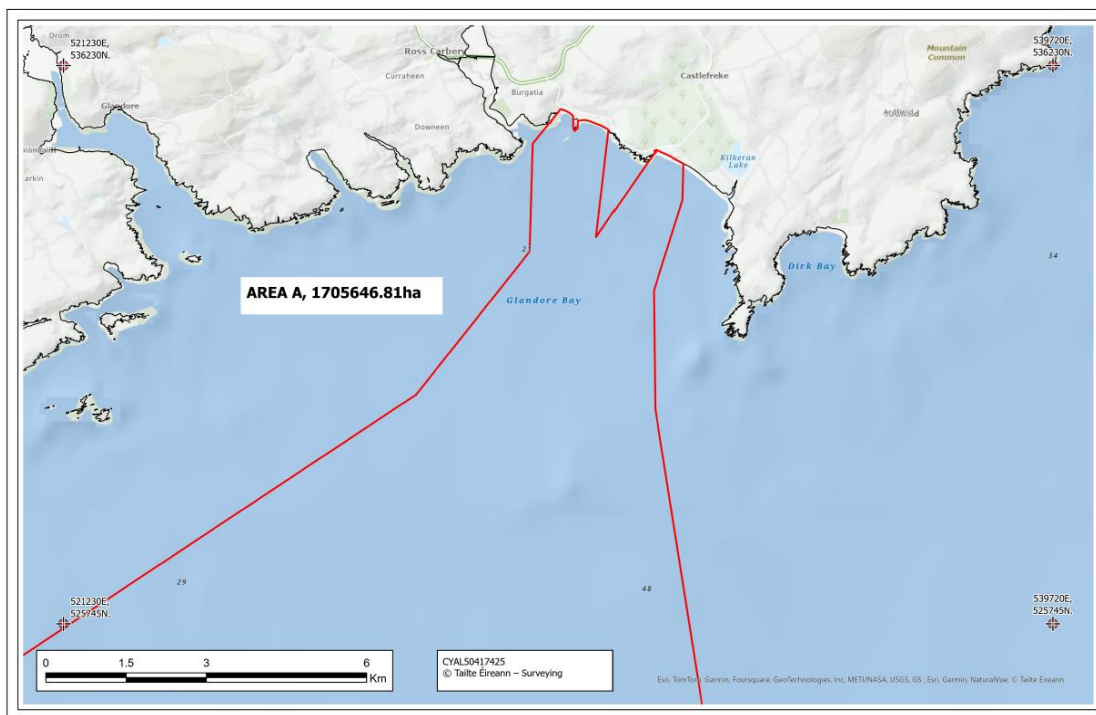 Drom
521230E,
536230N.
Ross Carbery
Mountain
Common
539720E,
536230N.
Curraheen
Castlefreke
Glandore
Burgatia
Downeen
Kilkeran
Lake
Larkin
Dirk Bay
34
AREA A, 1705646.81ha
Glandore Bay
29
48
521230E,
525745N.
539720E,
525745N.
0 1.5 3 6
Km
CYAL50417425
© Tailte Éireann – Surveying
Esri, TomTom, Garmin, Foursquare, GeoTechnologies, Inc, METI/NASA, USGS, GS , Esri, Garmin, NaturalVue, © Tailte Éireann